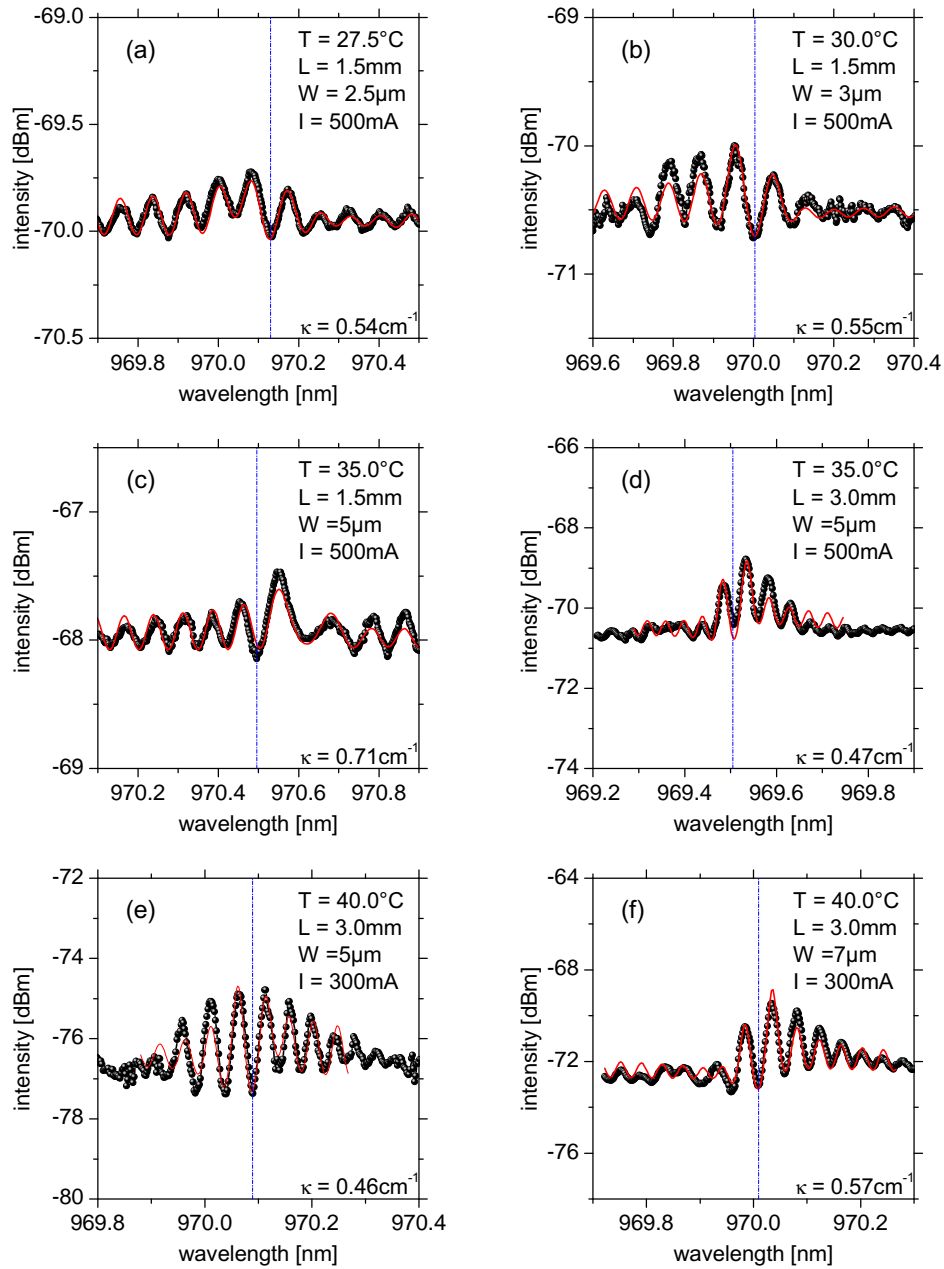 (a)
T = 27.5°C
L = 1.5mm
W = 2.5µm
I = 500mA
κ = 0.54cm-1
-69.0
-69.5
-70.0
-70.5
intensity [dBm]
969.8 970.0 970.2 970.4
wavelength [nm]
(b)
T = 30.0°C
L = 1.5mm
W = 3µm
I = 500mA
κ = 0.55cm-1
-69
-70
-71
intensity [dBm]
969.6 969.8 970.0 970.2 970.4
wavelength [nm]
(c)
T = 35.0°C
L = 1.5mm
W =5µm
I = 500mA
κ = 0.71cm-1
-67
-68
-69
intensity [dBm]
970.2 970.4 970.6 970.8
wavelength [nm]
(d)
T = 35.0°C
L = 3.0mm
W =5µm
I = 500mA
κ = 0.47cm-1
-66
-68
-70
-72
-74
intensity [dBm]
969.2 969.4 969.6 969.8
wavelength [nm]
(e)
T = 40.0°C
L = 3.0mm
W =5µm
I = 300mA
κ = 0.46cm-1
-72
-74
-76
-78
-80
intensity [dBm]
969.8 970.0 970.2 970.4
wavelength [nm]
(f)
T = 40.0°C
L = 3.0mm
W = 7µm
I = 300mA
κ = 0.57cm-1
-64
-68
-72
-76
intensity [dBm]
969.8 970.0 970.2
wavelength [nm]